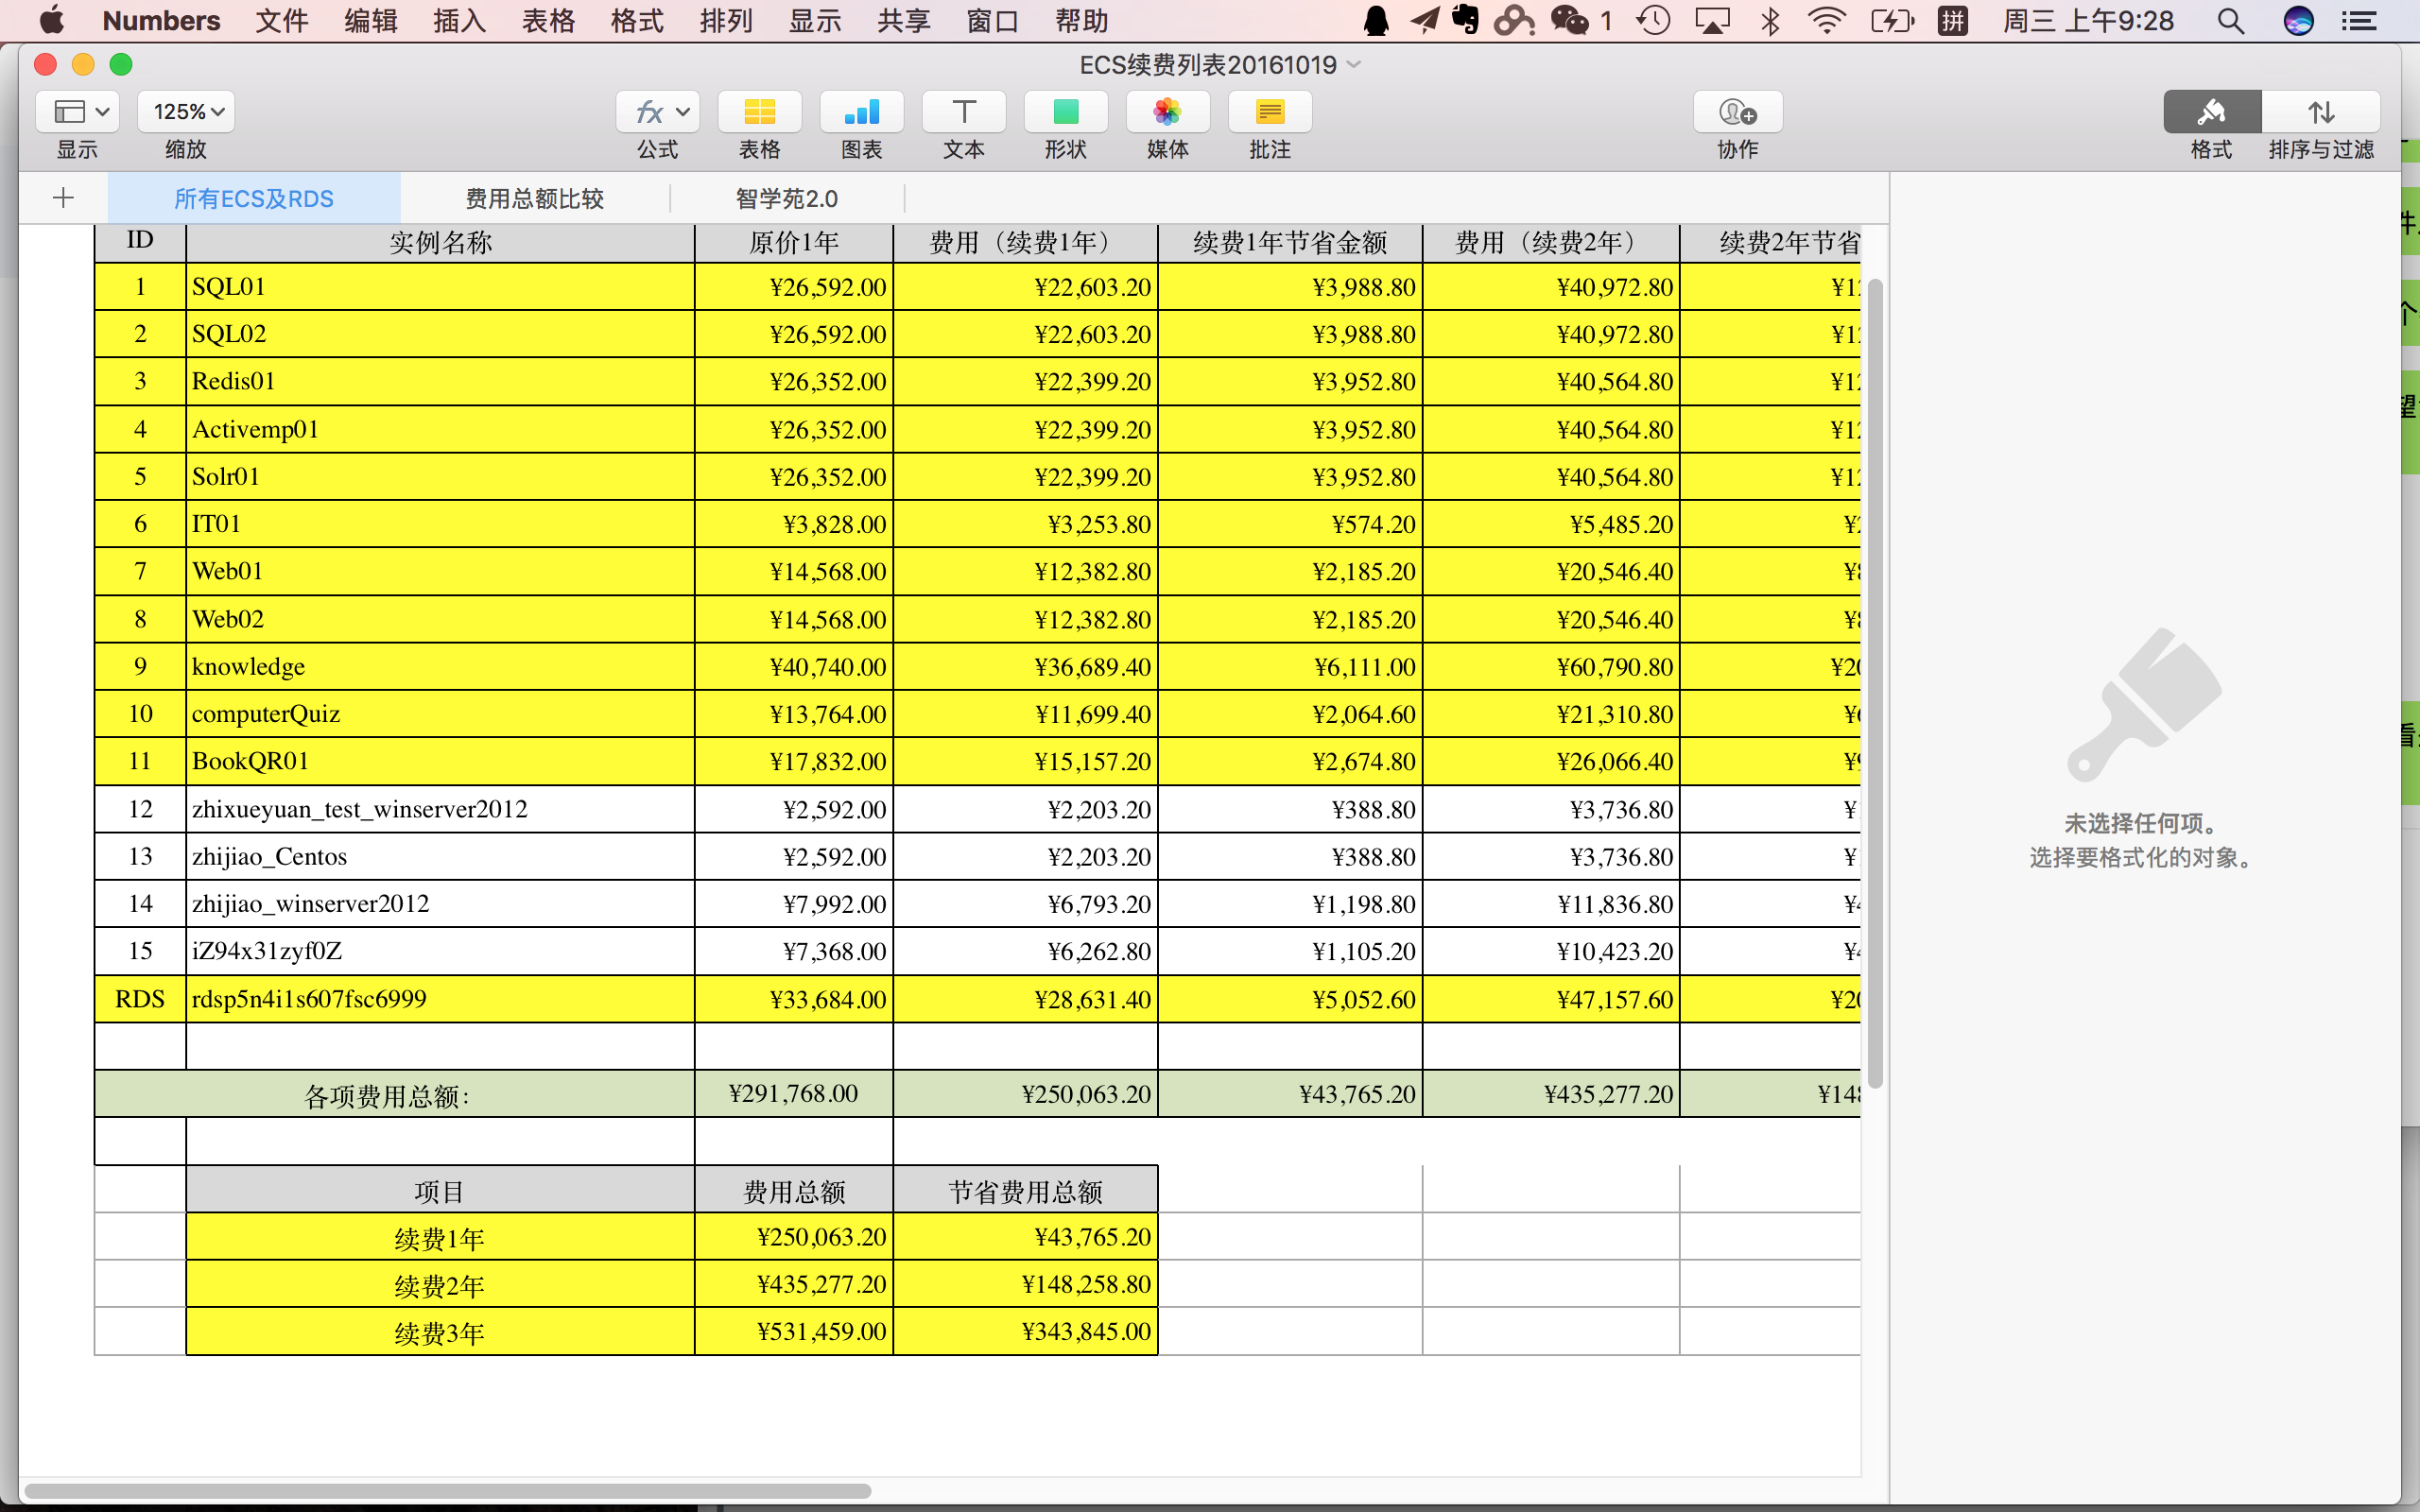 Numbers 文件 编辑 插入 表格 格式 排列 显示 共享 窗口 帮助 1 拼 周三 上午9:28
ECS续费列表20161019
125%
fx
T
显示 缩放 公式 表格 图表 文本 形状 媒体 批注 协作 格式 排序与过滤
所有ECS及RDS 费用总额比较 智学苑2.0
ID 实例名称 原价1年 费用（续费1年） 续费1年节省金额 费用（续费2年） 续费2年节省
1 SQL01 ¥26,592.00 ¥22,603.20 ¥3,988.80 ¥40,972.80 ¥1
2 SQL02 ¥26,592.00 ¥22,603.20 ¥3,988.80 ¥40,972.80 ¥1
3 Redis01 ¥26,352.00 ¥22,399.20 ¥3,952.80 ¥40,564.80 ¥1
4 Activemp01 ¥26,352.00 ¥22,399.20 ¥3,952.80 ¥40,564.80 ¥1
5 Solr01 ¥26,352.00 ¥22,399.20 ¥3,952.80 ¥40,564.80 ¥1
6 IT01 ¥3,828.00 ¥3,253.80 ¥574.20 ¥5,485.20 ¥
7 Web01 ¥14,568.00 ¥12,382.80 ¥2,185.20 ¥20,546.40 ¥
8 Web02 ¥14,568.00 ¥12,382.80 ¥2,185.20 ¥20,546.40 ¥
9 knowledge ¥40,740.00 ¥36,689.40 ¥6,111.00 ¥60,790.80 ¥2
10 computerQuiz ¥13,764.00 ¥11,699.40 ¥2,064.60 ¥21,310.80 ¥
11 BookQR01 ¥17,832.00 ¥15,157.20 ¥2,674.80 ¥26,066.40 ¥
12 zhixueyuan_test_winserver2012 ¥2,592.00 ¥2,203.20 ¥388.80 ¥3,736.80 ¥
13 zhijiao_Centos ¥2,592.00 ¥2,203.20 ¥388.80 ¥3,736.80 ¥
14 zhijiao_winserver2012 ¥7,992.00 ¥6,793.20 ¥1,198.80 ¥11,836.80 ¥
15 iZ94x31zyf0Z ¥7,368.00 ¥6,262.80 ¥1,105.20 ¥10,423.20 ¥
RDS rdsp5n4i1s607fsc6999 ¥33,684.00 ¥28,631.40 ¥5,052.60 ¥47,157.60 ¥2
各项费用总额： ¥291,768.00 ¥250,063.20 ¥43,765.20 ¥435,277.20 ¥14
项目 费用总额 节省费用总额
续费1年 ¥250,063.20 ¥43,765.20
续费2年 ¥435,277.20 ¥148,258.80
续费3年 ¥531,459.00 ¥343,845.00
未选择任何项。
选择要格式化的对象。